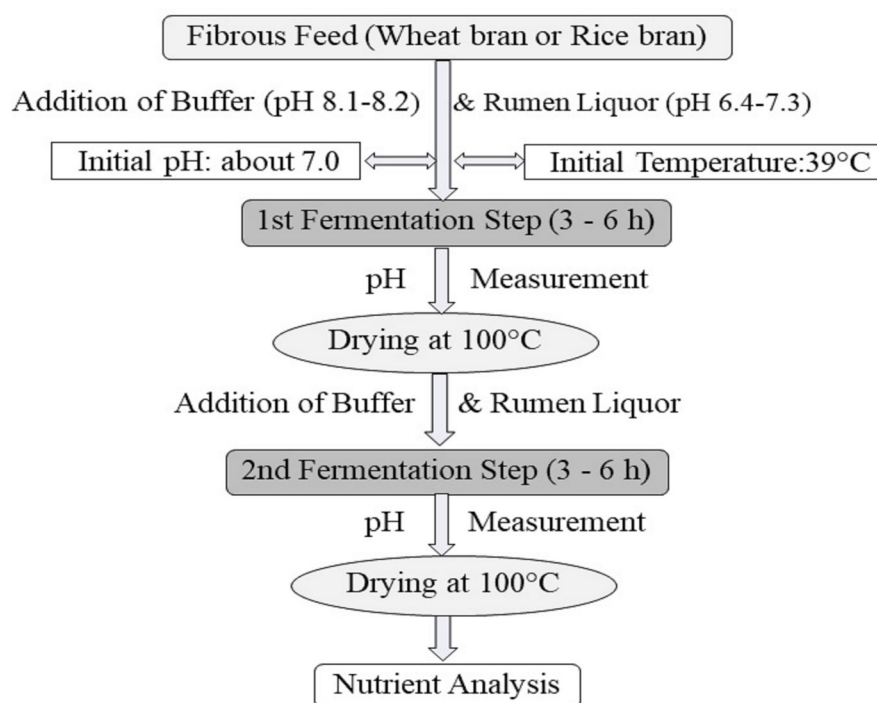 Fibrous Feed (Wheat bran or Rice bran)
Addition of Buffer (pH 8.1-8.2) & Rumen Liquor (pH 6.4-7.3)
Initial pH: about 7.0
Initial Temperature:39°C
1st Fermentation Step (3 - 6 h)
pH Measurement
Drying at 100°C
Addition of Buffer & Rumen Liquor
2nd Fermentation Step (3 - 6 h)
pH Measurement
Drying at 100°C
Nutrient Analysis